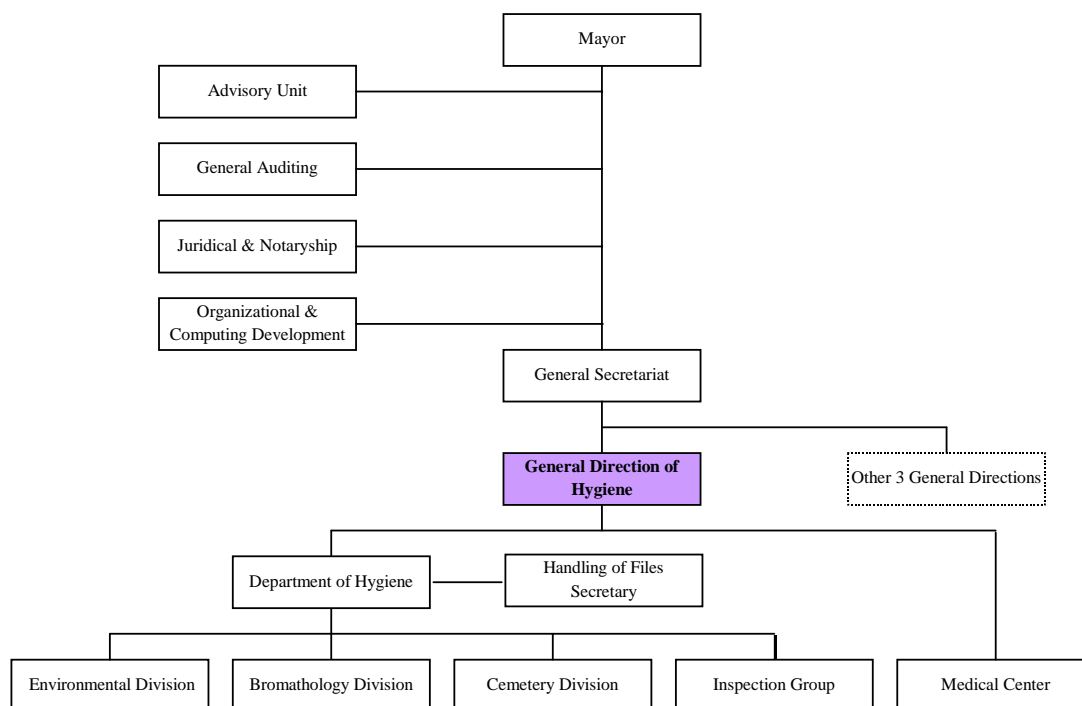 Mayor
Advisory Unit
General Auditing
Juridical & Notaryship
Organizational &
Computing Development
General Secretariat
General Direction of
Hygiene
Other 3 General Directions
Department of Hygiene
Handling of Files
Secretary
Environmental Division
Bromathology Division
Cemetery Division
Inspection Group
Medical Center